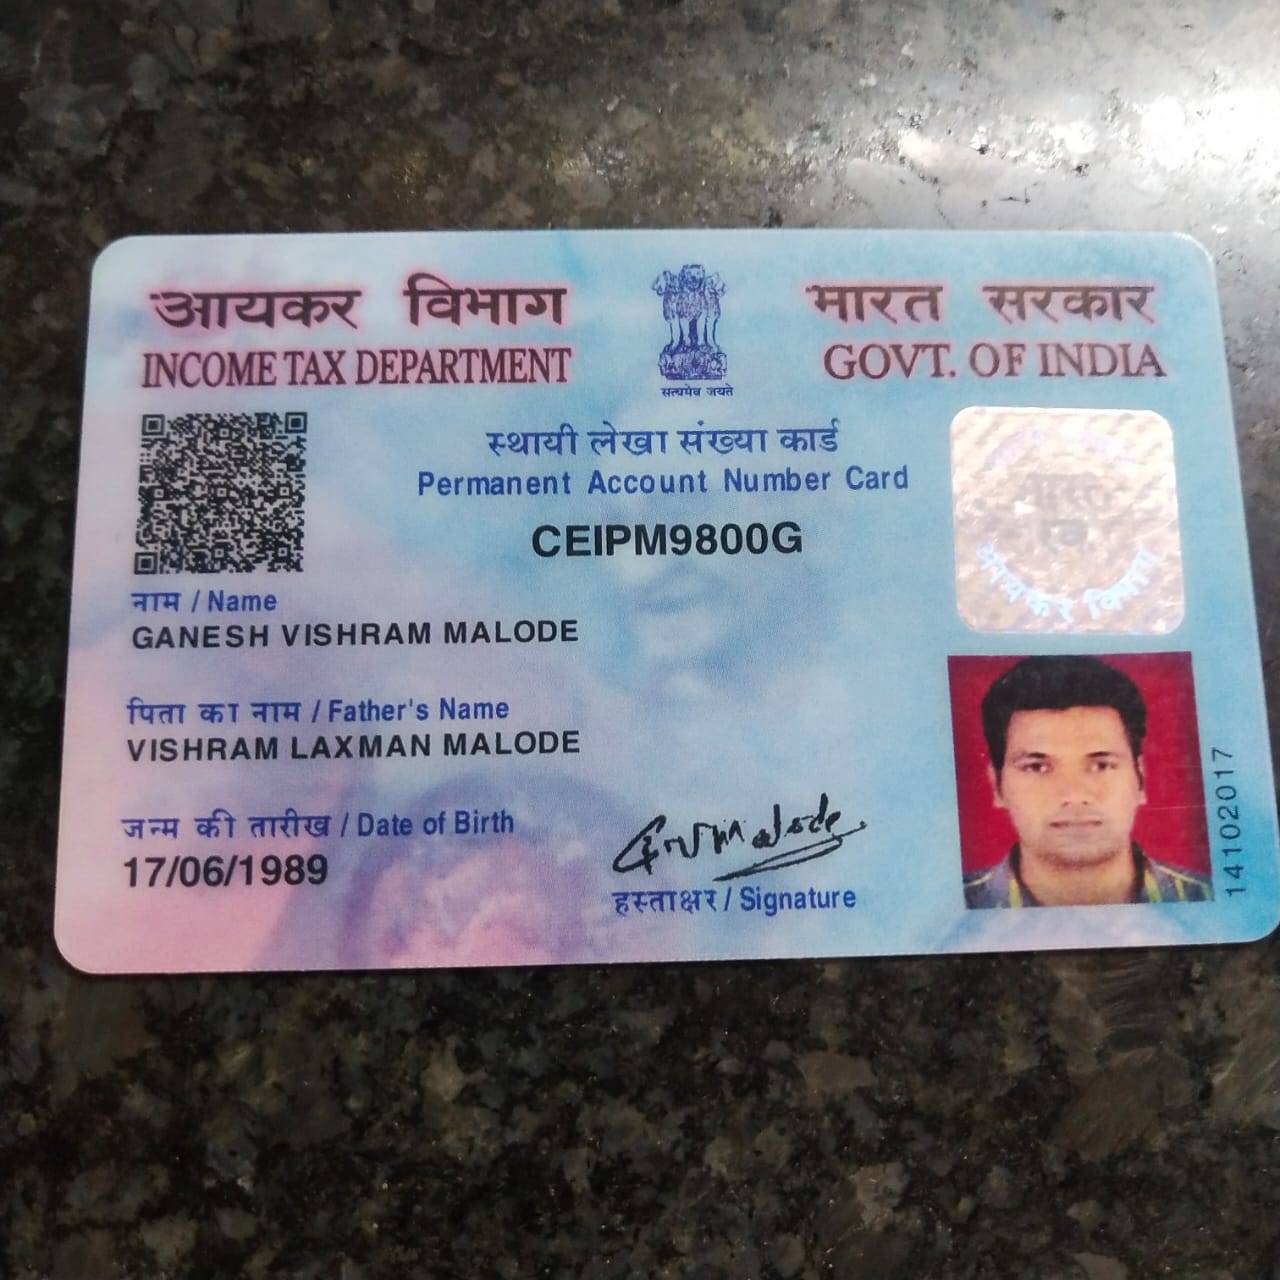 आयकर विभाग
INCOME TAX DEPARTMENT
सत्यमेव जयते
भारत सरकार
GOVT. OF INDIA
स्थायी लेखा संख्या कार्ड
Permanent Account Number Card
CEIPM9800G
नाम / Name
GANESH VISHRAM MALODE
पिता का नाम / Father's Name
VISHRAM LAXMAN MALODE
जन्म की तारीख / Date of Birth
17/06/1989
हस्ताक्षर / Signature
14102017
आयकर विभाग